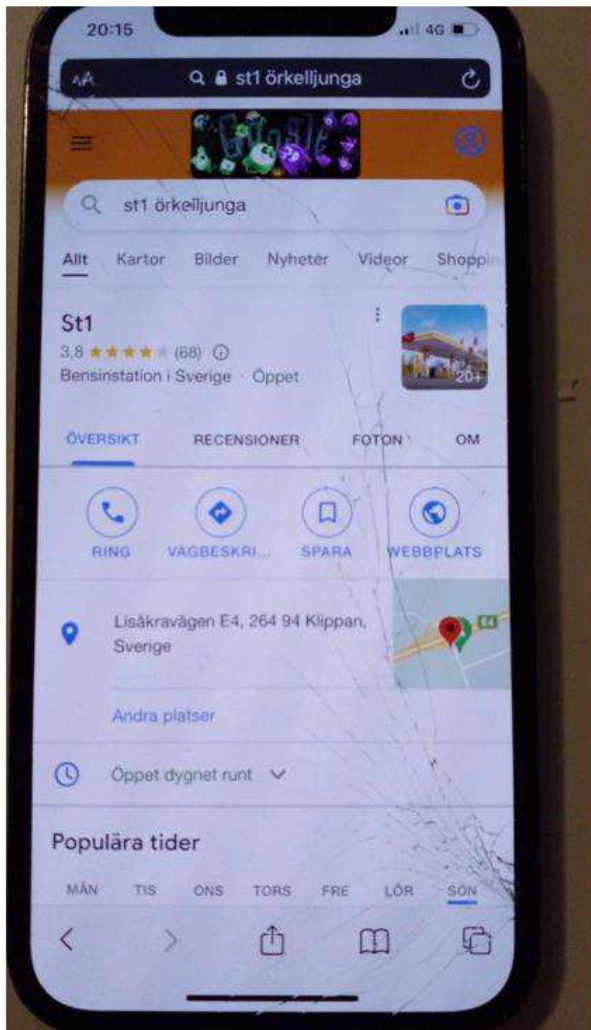 20:15
4G
AA
st1 örkelljunga
Google
st1 örkelljunga
Allt Kartor Bilder Nyheter Videor Shoppin
St1
3,8 (68)
Bensinstation i Sverige · Öppet
20+
ÖVERSIKT RECENSIONER FOTON OM
RING VÄGBESKRI... SPARA WEBBPLATS
Lisåkravägen E4, 264 94 Klippan,
Sverige
E4
Andra platser
Öppet dygnet runt
Populära tider
MÅN TIS ONS TORS FRE LÖR SÖN